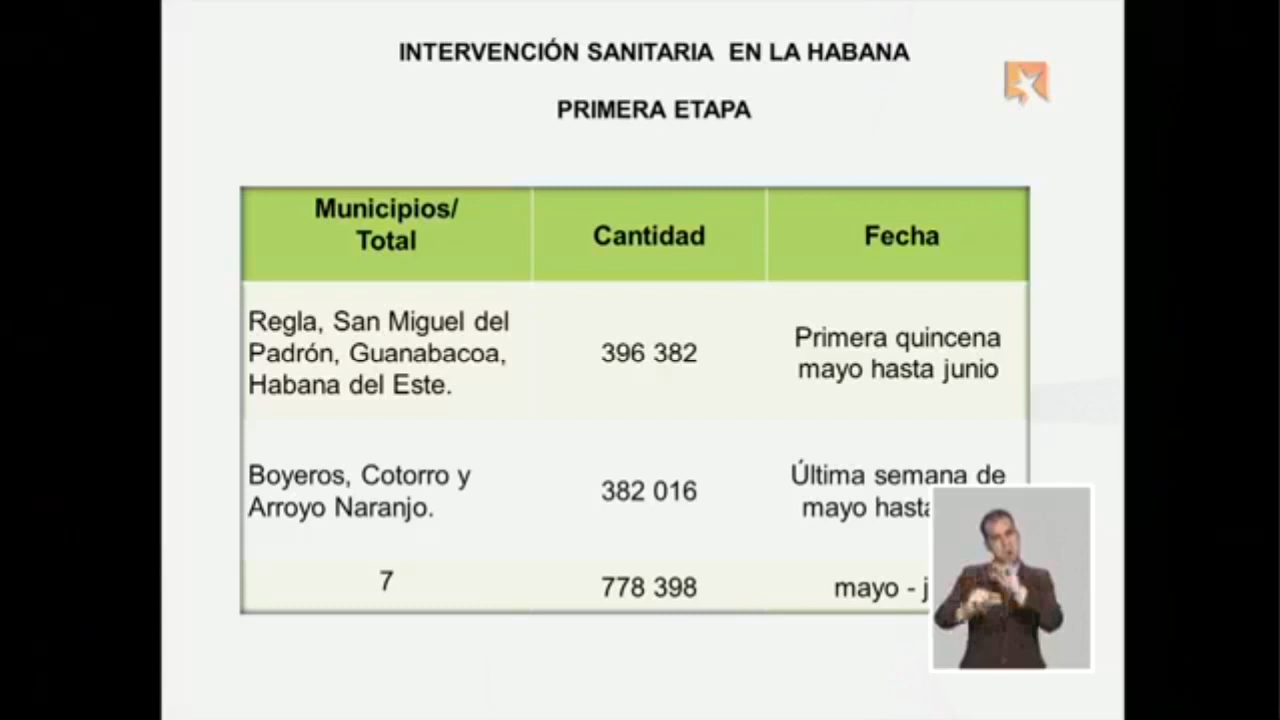 INTERVENCIÓN SANITARIA EN LA HABANA
PRIMERA ETAPA
Municipios/
Total
Cantidad
Fecha
Regla, San Miguel del
Padrón, Guanabacoa,
Habana del Este.
396 382
Primera quincena
mayo hasta junio
Boyeros, Cotorro y
Arroyo Naranjo.
382 016
Última semana de
mayo hasta
7
778 398
mayo - j